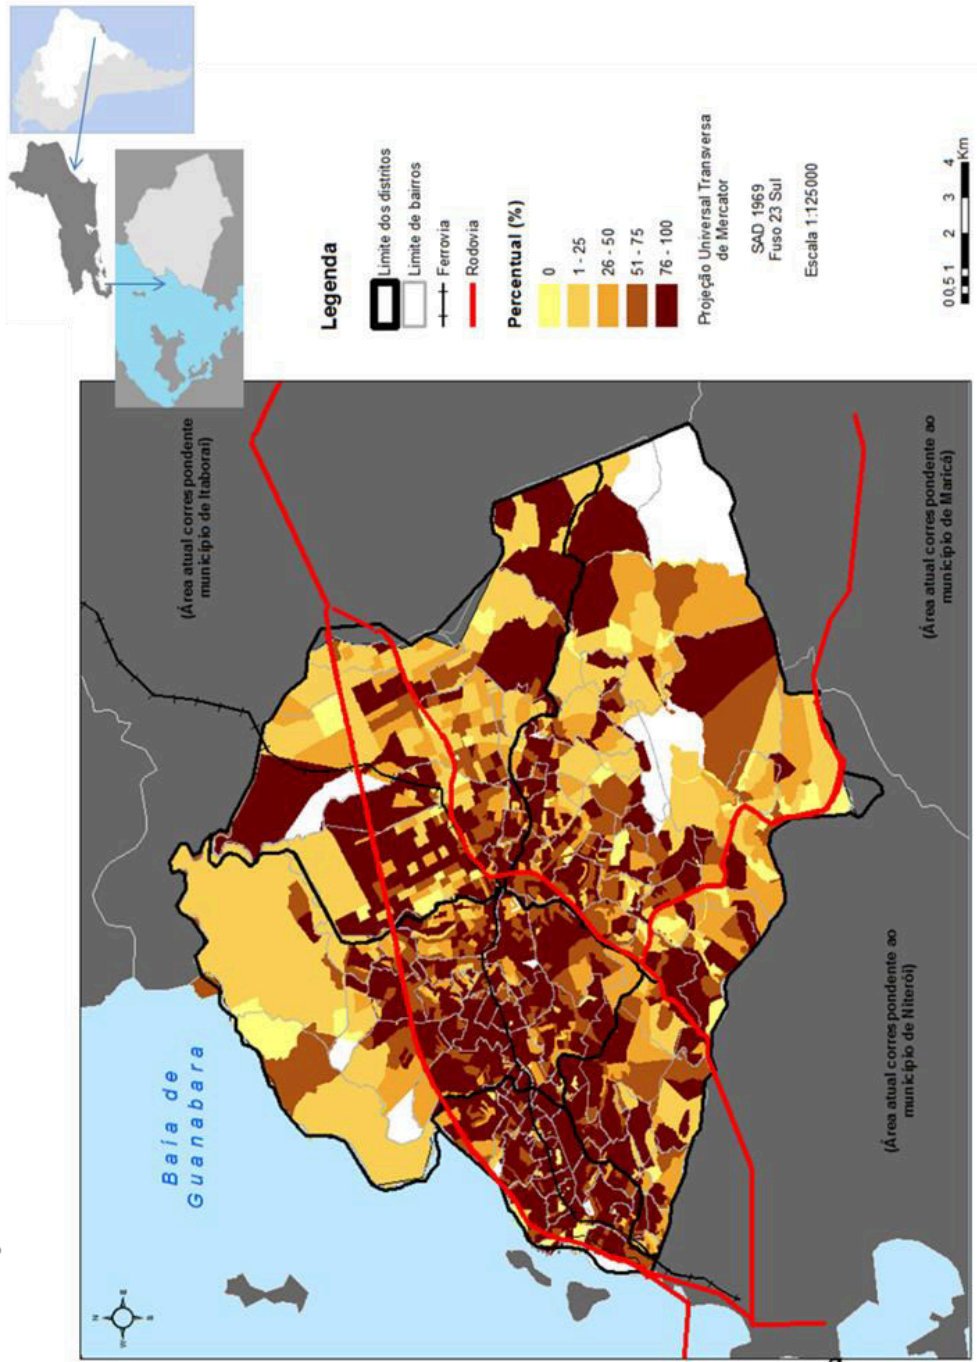 Legenda
Limite dos distritos
Limite de bairros
Ferrovia
Rodovia
Percentual (%)
0
1 - 25
26 - 50
51 - 75
76 - 100
Projeção Universal Transversa
de Mercator
SAD 1969
Fuso 23 Sul
Escala 1:125000
0 0,5 1 2 3 4
Km
(Área atual correspondente
município de Itaboraí)
(Área atual correspondente ao
município de Maricá)
(Área atual correspondente ao
município de Niterói)
Baía de
Guanabara
N
W
E
S